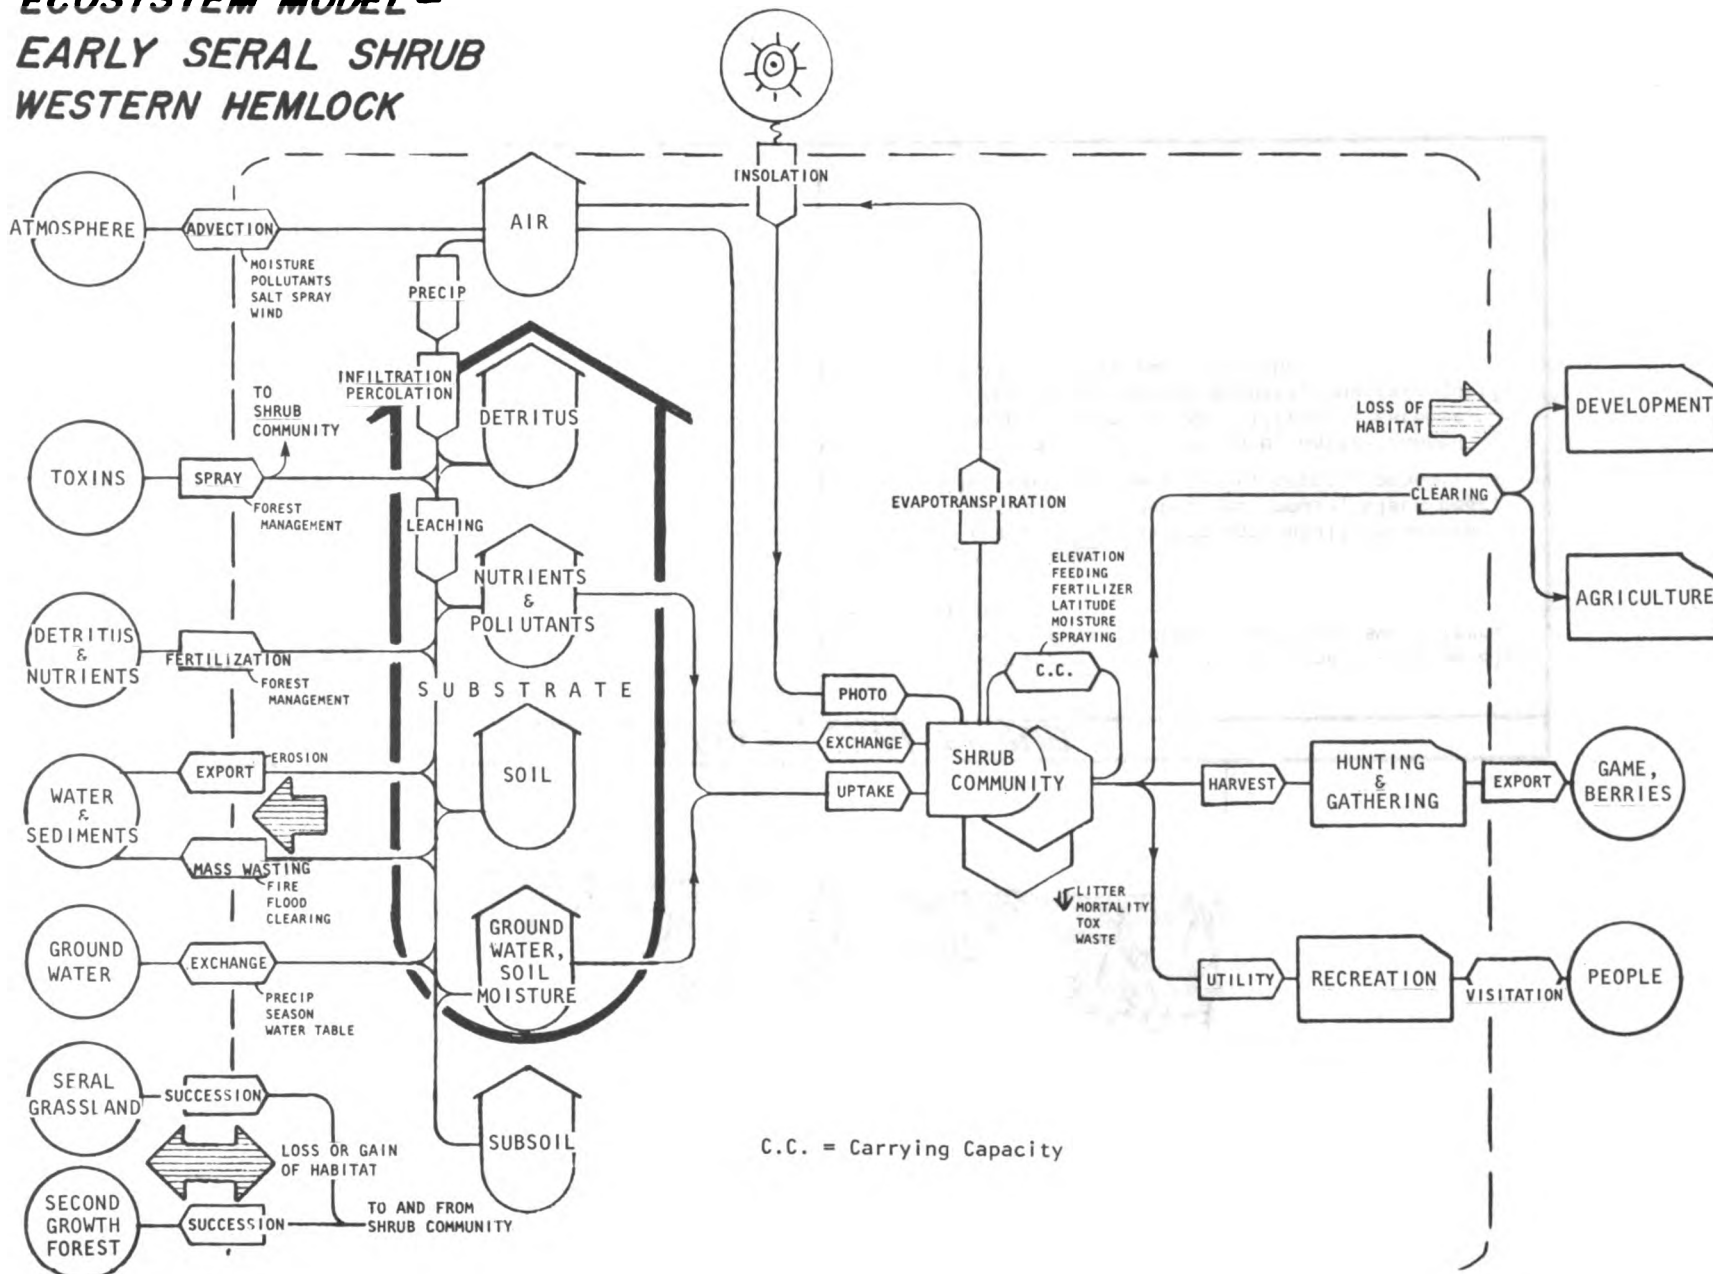 ECOSYSTEM MODEL-
EARLY SERAL SHRUB
WESTERN HEMLOCK
INSOLATION
ATMOSPHERE
ADVECTION
MOISTURE
POLLUTANTS
SALT SPRAY
WIND
AIR
PRECIP
INFILTRATION
PERCOLATION
DETRITUS
TO
SHRUB
COMMUNITY
TOXINS
SPRAY
FOREST
MANAGEMENT
LEACHING
NUTRIENTS
&
POLLUTANTS
DETRITUS
&
NUTRIENTS
FERTILIZATION
FOREST
MANAGEMENT
SUBSTRATE
SOIL
WATER
&
SEDIMENTS
EXPORT
EROSION
MASS WASTING
FIRE
FLOOD
CLEARING
GROUND
WATER
EXCHANGE
PRECIP
SEASON
WATER TABLE
GROUND
WATER,
SOIL
MOISTURE
SUBSOIL
SERAL
GRASSLAND
SUCCESSION
LOSS OR GAIN
OF HABITAT
SECOND
GROWTH
FOREST
SUCCESSION
TO AND FROM
SHRUB COMMUNITY
EVAPOTRANSPIRATION
ELEVATION
FEEDING
FERTILIZER
LATITUDE
MOISTURE
SPRAYING
C.C.
PHOTO
EXCHANGE
UPTAKE
SHRUB
COMMUNITY
LITTER
MORTALITY
TOX
WASTE
LOSS OF
HABITAT
CLEARING
DEVELOPMENT
AGRICULTURE
HARVEST
HUNTING
&
GATHERING
EXPORT
GAME,
BERRIES
UTILITY
RECREATION
VISITATION
PEOPLE
C.C. = Carrying Capacity